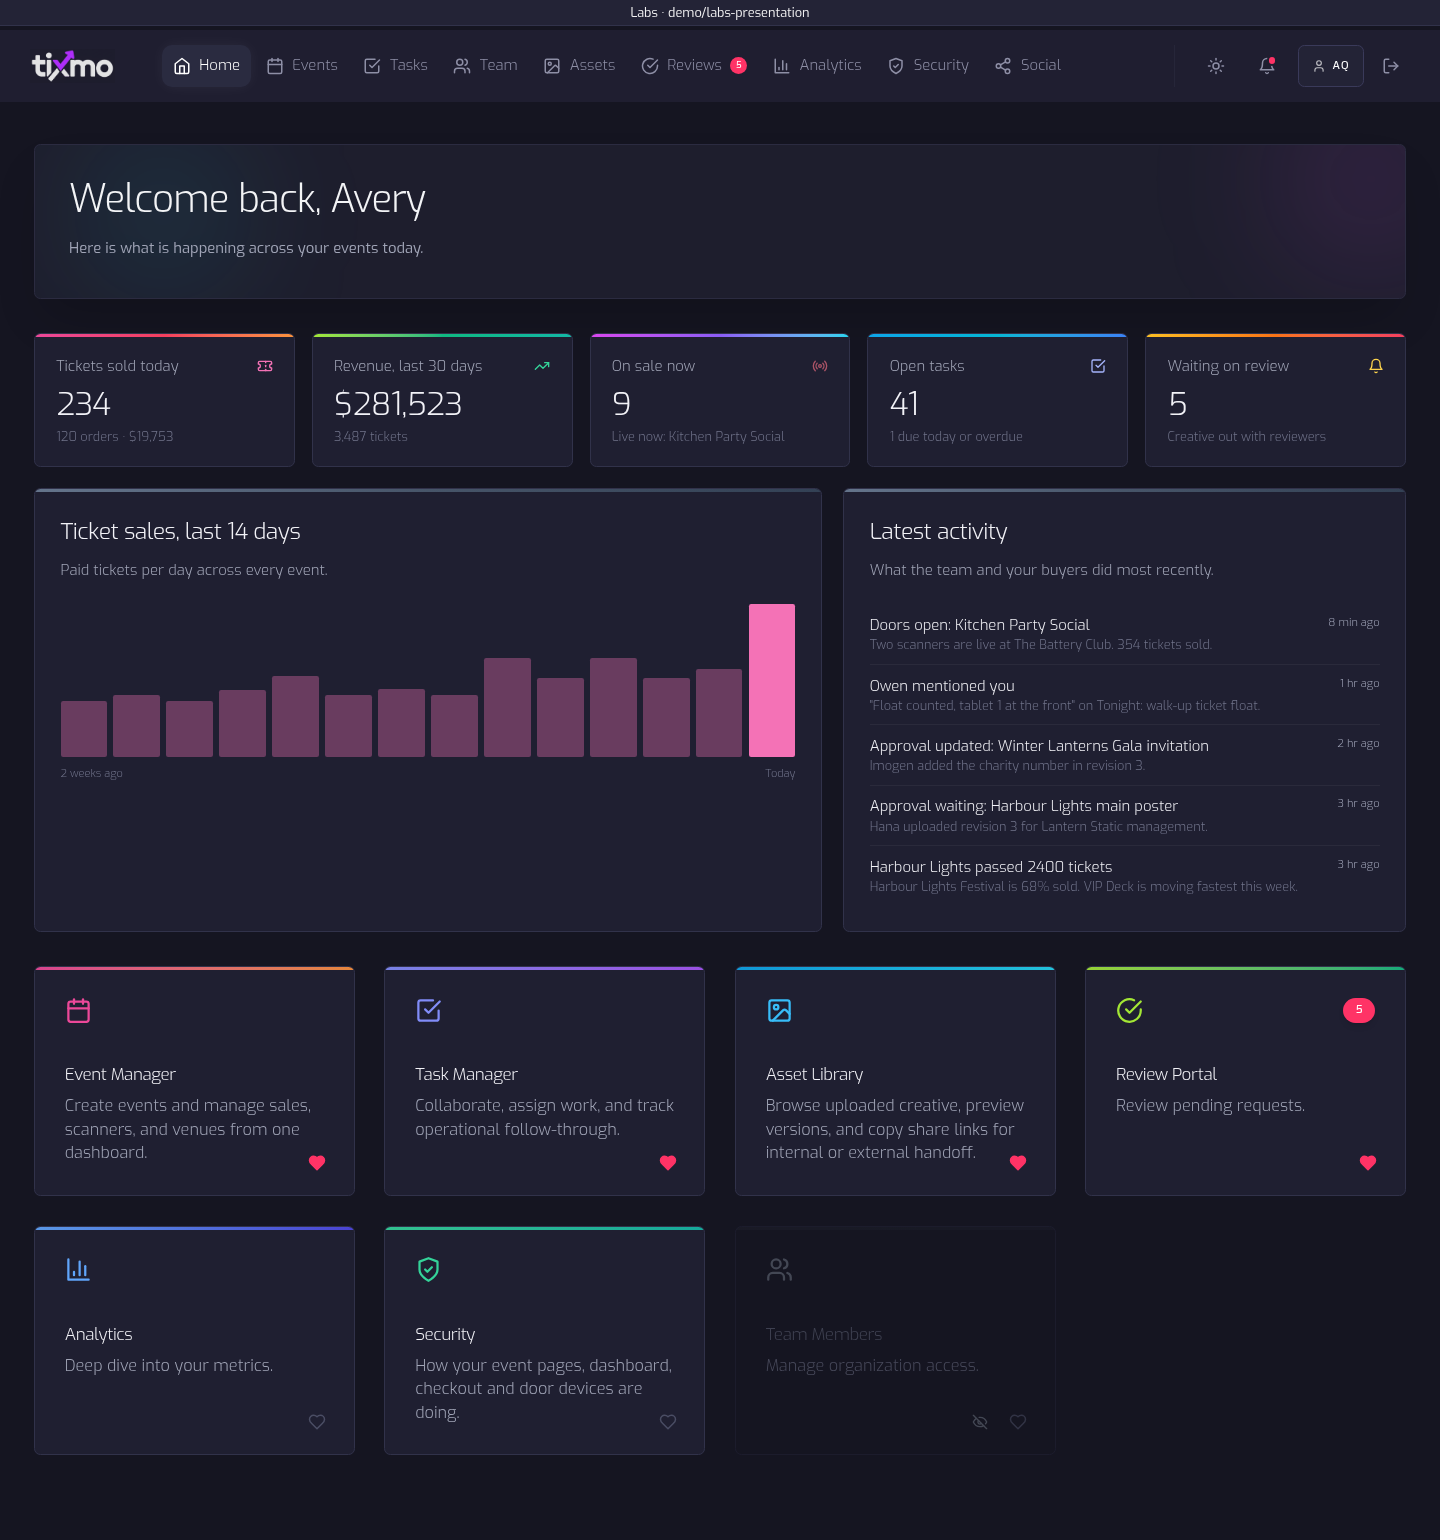 Labs · demo/labs-presentation
tixmo
Home
Events
Tasks
Team
Assets
Reviews 5
Analytics
Security
Social
AQ
Welcome back, Avery
Here is what is happening across your events today.
Tickets sold today
234
120 orders · $19,753
Revenue, last 30 days
$281,523
3,487 tickets
On sale now
9
Live now: Kitchen Party Social
Open tasks
41
1 due today or overdue
Waiting on review
5
Creative out with reviewers
Ticket sales, last 14 days
Paid tickets per day across every event.
2 weeks ago
Today
Latest activity
What the team and your buyers did most recently.
Doors open: Kitchen Party Social
8 min ago
Two scanners are live at The Battery Club. 354 tickets sold.
Owen mentioned you
1 hr ago
"Float counted, tablet 1 at the front" on Tonight: walk-up ticket float.
Approval updated: Winter Lanterns Gala invitation
2 hr ago
Imogen added the charity number in revision 3.
Approval waiting: Harbour Lights main poster
3 hr ago
Hana uploaded revision 3 for Lantern Static management.
Harbour Lights passed 2400 tickets
3 hr ago
Harbour Lights Festival is 68% sold. VIP Deck is moving fastest this week.
Event Manager
Create events and manage sales,
scanners, and venues from one
dashboard.
Task Manager
Collaborate, assign work, and track
operational follow-through.
Asset Library
Browse uploaded creative, preview
versions, and copy share links for
internal or external handoff.
5
Review Portal
Review pending requests.
Analytics
Deep dive into your metrics.
Security
How your event pages, dashboard,
checkout and door devices are
doing.
Team Members
Manage organization access.